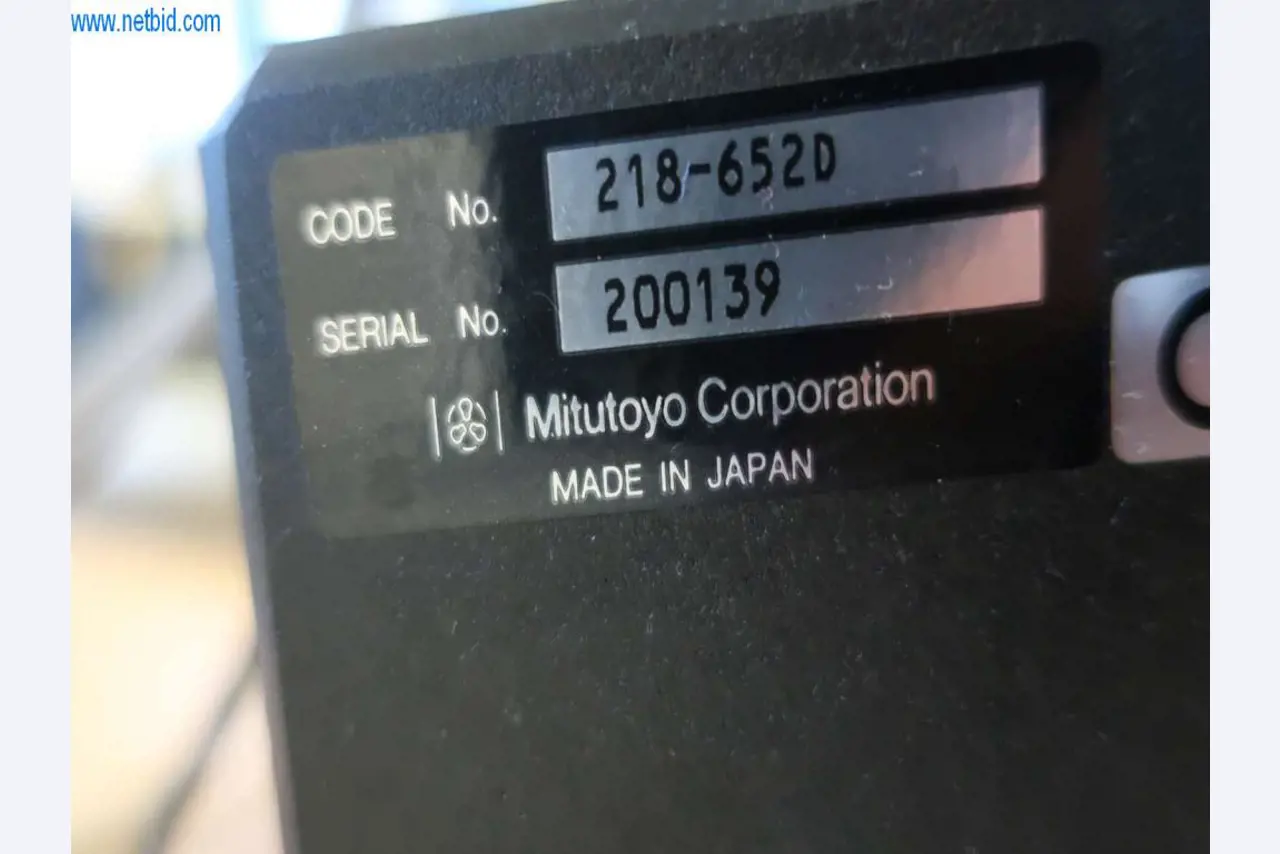 www.netbid.com
CODE No. 218-652D
SERIAL No. 200139
Mitutoyo Corporation
MADE IN JAPAN